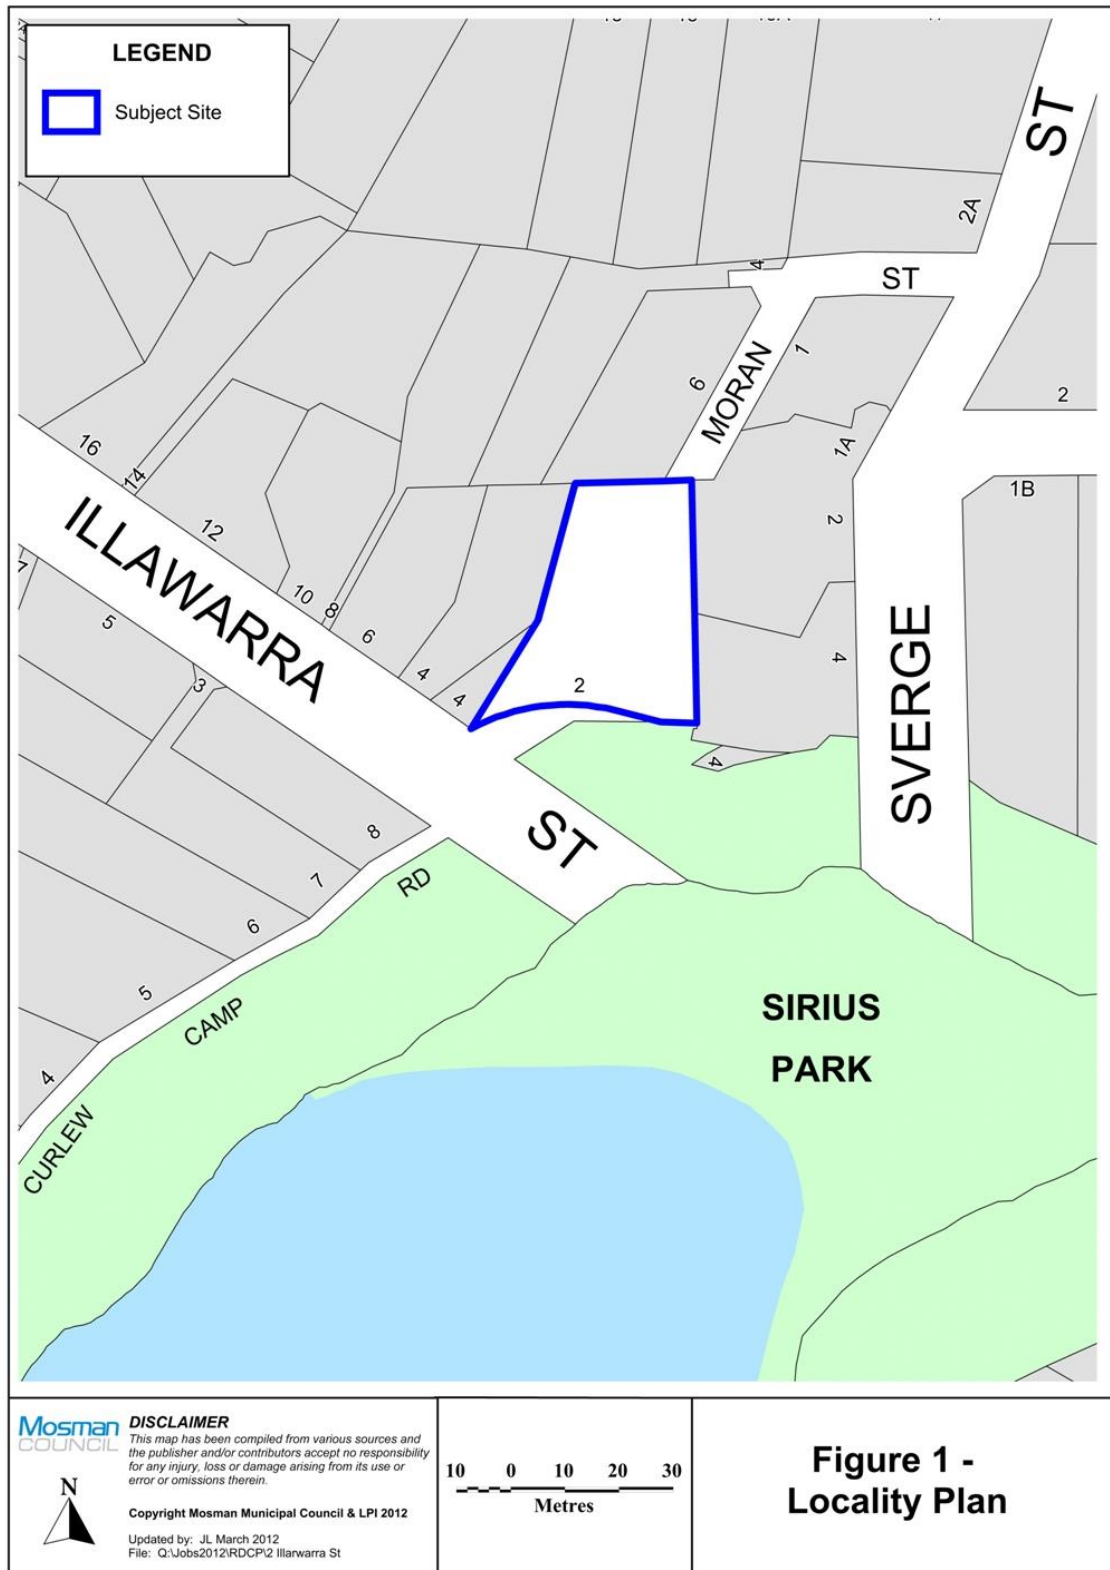 LEGEND
Subject Site
ST
2A
4
ST
1
6
MORAN
2
1A
16
14
1B
2
12
ILLAWARRA
10
8
7
5
6
SVERGE
4
4
3
2
4
4
8
ST
7
RD
6
5
SIRIUS
CAMP
PARK
4
CURLEW
Mosman
COUNCIL
DISCLAIMER
This map has been compiled from various sources and
the publisher and/or contributors accept no responsibility
for any injury, loss or damage arising from its use or
error or omissions therein.
N
Copyright Mosman Municipal Council & LPI 2012
Updated by: JL March 2012
File: Q:\Jobs2012\RDCP\2 Illarwarra St
10 0 10 20 30
Metres
Figure 1 -
Locality Plan